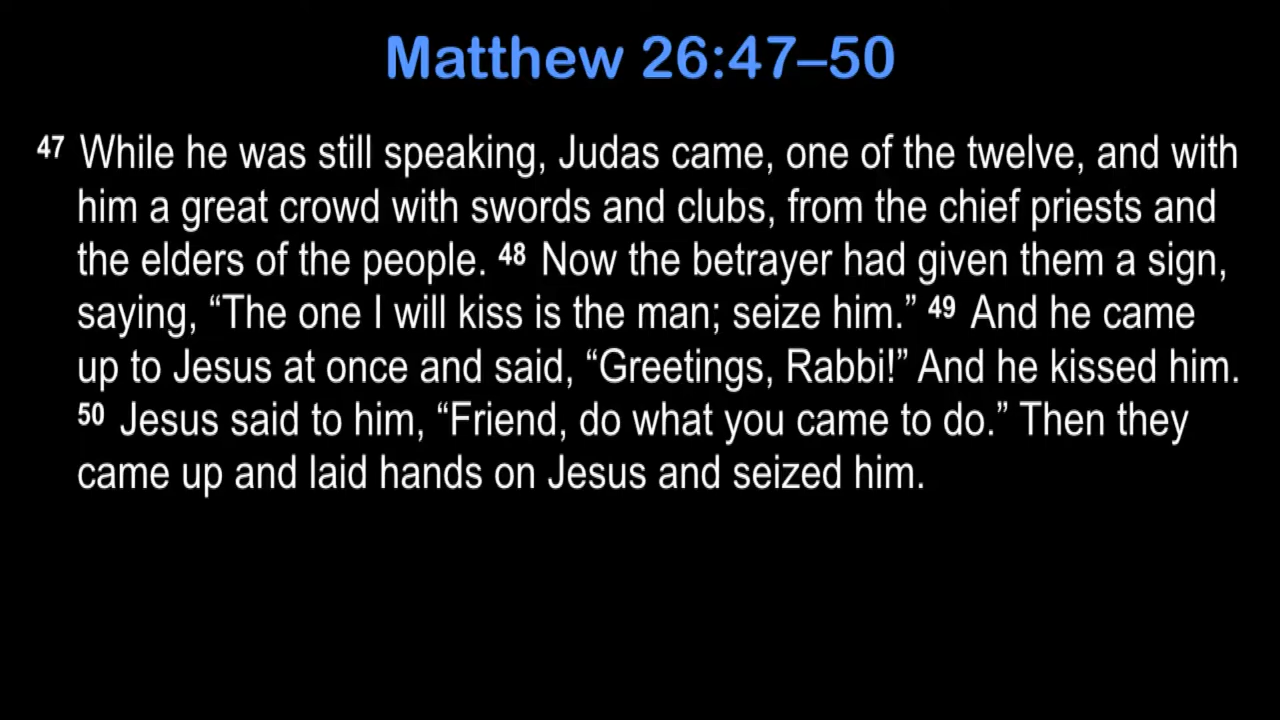 Matthew 26:47–50
47 While he was still speaking, Judas came, one of the twelve, and with
him a great crowd with swords and clubs, from the chief priests and
the elders of the people. 48 Now the betrayer had given them a sign,
saying, “The one I will kiss is the man; seize him.” 49 And he came
up to Jesus at once and said, “Greetings, Rabbi!” And he kissed him.
50 Jesus said to him, “Friend, do what you came to do.” Then they
came up and laid hands on Jesus and seized him.